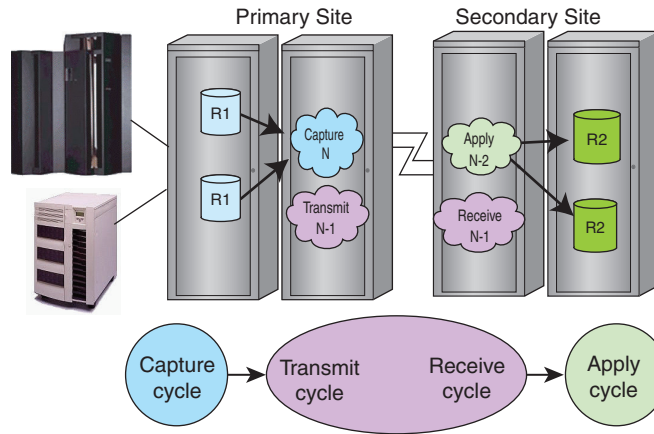 Primary Site
Secondary Site
R1
R1
Capture
N
Transmit
N-1
Apply
N-2
Receive
N-1
R2
R2
Capture
cycle
Transmit
cycle
Receive
cycle
Apply
cycle